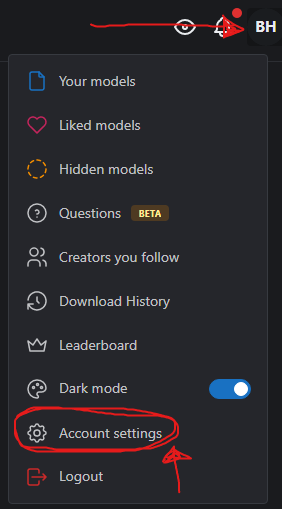 BH
Your models
Liked models
Hidden models
Questions BETA
Creators you follow
Download History
Leaderboard
Dark mode
Account settings
Logout